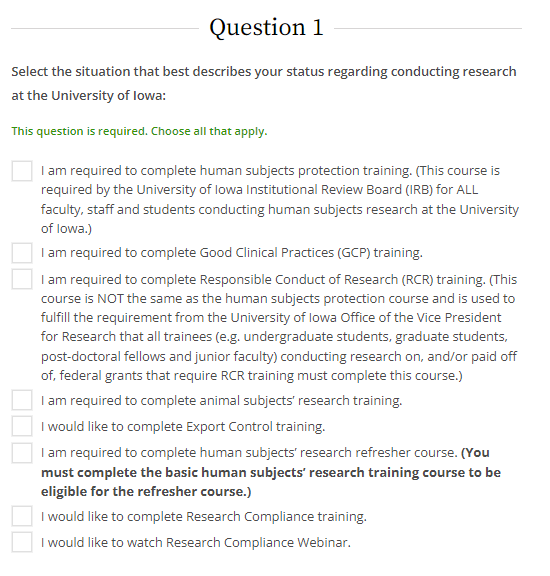 Question 1
Select the situation that best describes your status regarding conducting research
at the University of Iowa:
This question is required. Choose all that apply.
I am required to complete human subjects protection training. (This course is
required by the University of Iowa Institutional Review Board (IRB) for ALL
faculty, staff and students conducting human subjects research at the University
of Iowa.)
I am required to complete Good Clinical Practices (GCP) training.
I am required to complete Responsible Conduct of Research (RCR) training. (This
course is NOT the same as the human subjects protection course and is used to
fulfill the requirement from the University of Iowa Office of the Vice President
for Research that all trainees (e.g. undergraduate students, graduate students,
post-doctoral fellows and junior faculty) conducting research on, and/or paid off
of, federal grants that require RCR training must complete this course.)
I am required to complete animal subjects’ research training.
I would like to complete Export Control training.
I am required to complete human subjects’ research refresher course. (You
must complete the basic human subjects’ research training course to be
eligible for the refresher course.)
I would like to complete Research Compliance training.
I would like to watch Research Compliance Webinar.